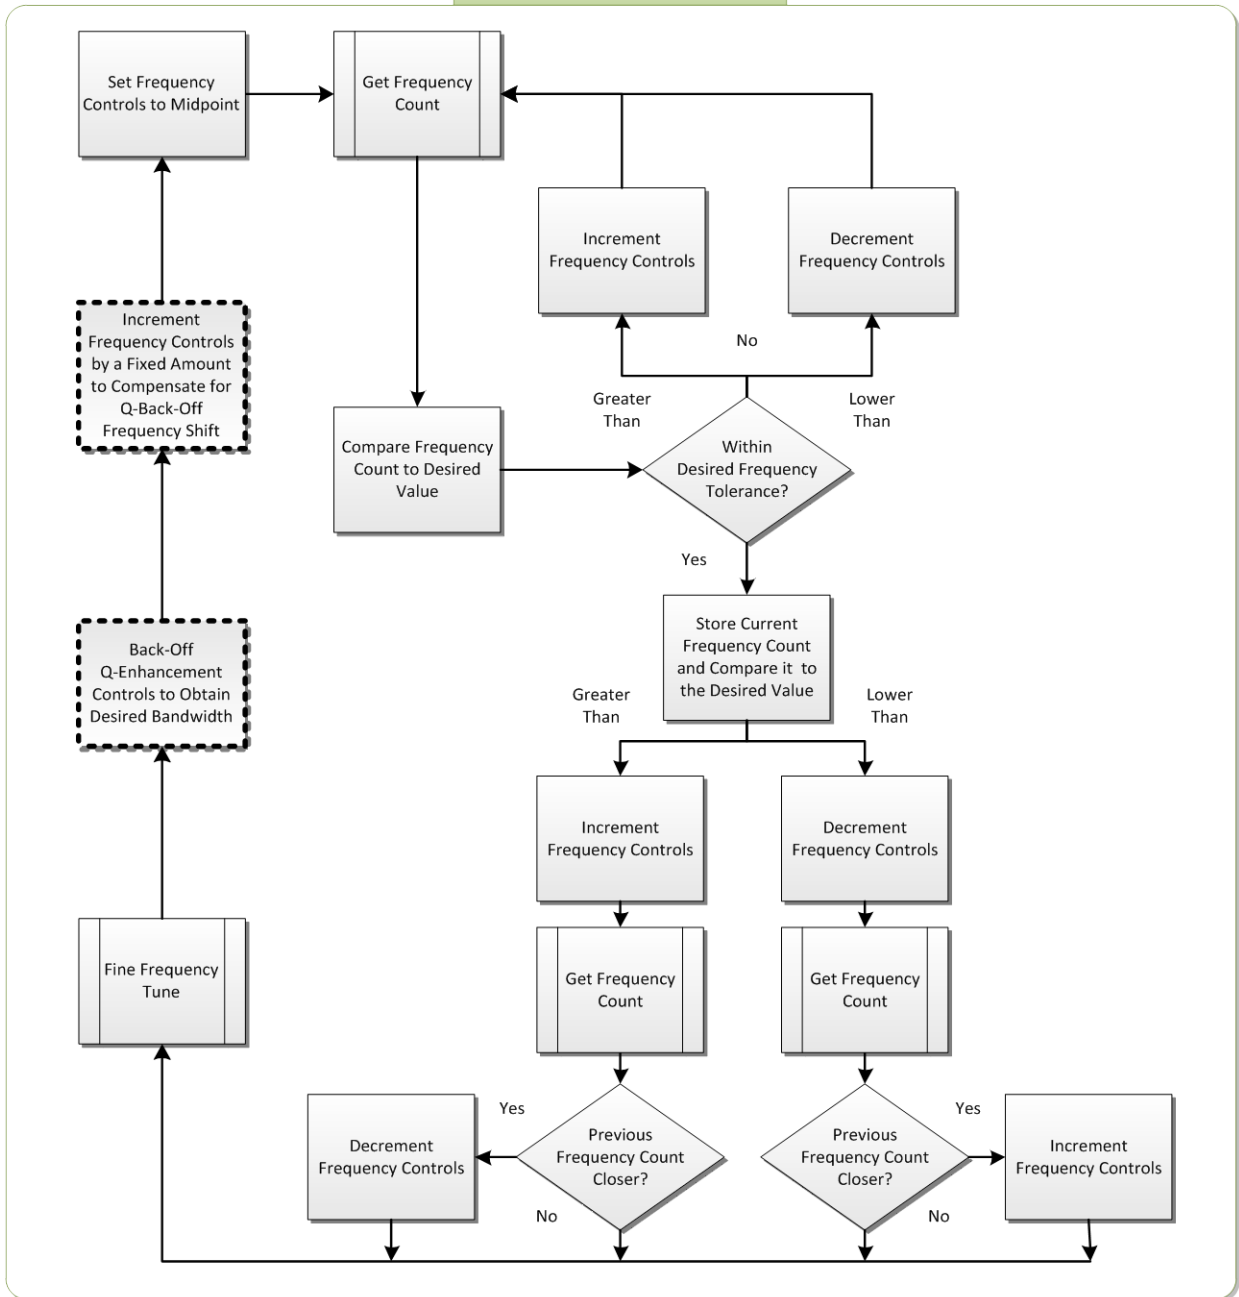 Set Frequency
Controls to Midpoint
Get Frequency
Count
Increment
Frequency Controls
Decrement
Frequency Controls
No
Greater
Than
Lower
Than
Increment
Frequency Controls
by a Fixed Amount
to Compensate for
Q-Back-Off
Frequency Shift
Compare Frequency
Count to Desired
Value
Within
Desired Frequency
Tolerance?
Yes
Store Current
Frequency Count
and Compare it to
the Desired Value
Greater
Than
Lower
Than
Back-Off
Q-Enhancement
Controls to Obtain
Desired Bandwidth
Increment
Frequency Controls
Decrement
Frequency Controls
Fine Frequency
Tune
Get Frequency
Count
Get Frequency
Count
Decrement
Frequency Controls
Yes
Previous
Frequency Count
Closer?
No
Previous
Frequency Count
Closer?
Yes
No
Increment
Frequency Controls